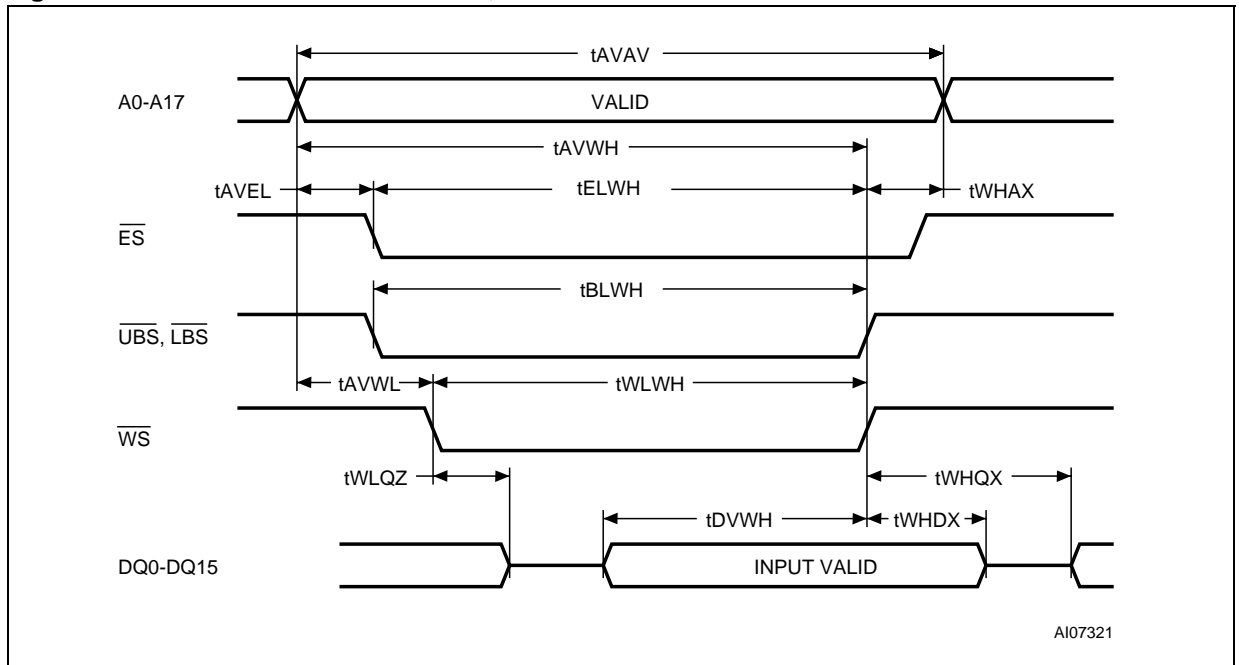 tAVAV
A0-A17 VALID
tAVWH
tAVEL tELWH tWHAX
ES
tBLWH
UBS, LBS
tAVWL tWLWH
WS
tWLQZ tWHQX
tDVWH tWHDX
DQ0-DQ15 INPUT VALID
AI07321